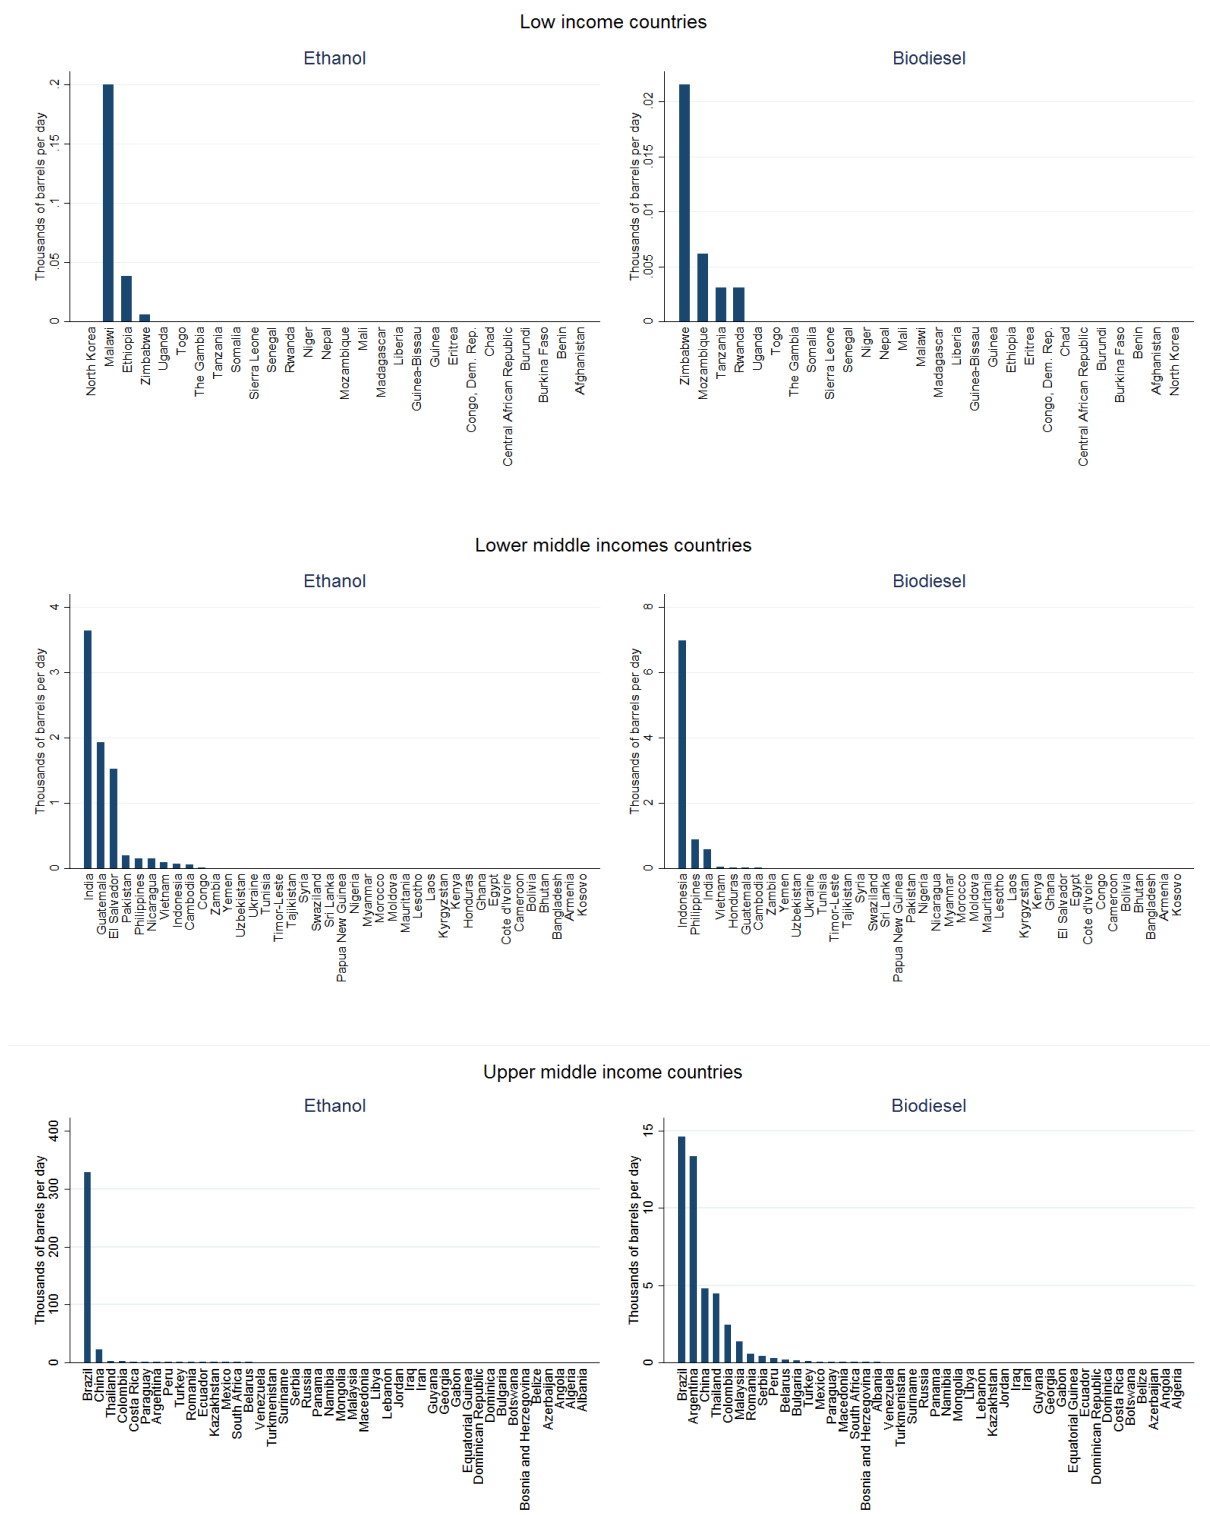 Low income countries
Ethanol
Thousands of barrels per day
.2
.15
.1
.05
0
North Korea
Malawi
Ethiopia
Zimbabwe
Uganda
Togo
The Gambia
Tanzania
Somalia
Sierra Leone
Senegal
Rwanda
Niger
Nepal
Mozambique
Mali
Madagascar
Liberia
Guinea-Bissau
Guinea
Eritrea
Congo, Dem. Rep.
Chad
Central African Republic
Burundi
Burkina Faso
Benin
Afghanistan
Biodiesel
Thousands of barrels per day
.02
.015
.01
.005
0
Zimbabwe
Mozambique
Tanzania
Rwanda
Uganda
Togo
The Gambia
Somalia
Sierra Leone
Senegal
Niger
Nepal
Mali
Malawi
Madagascar
Liberia
Guinea-Bissau
Guinea
Ethiopia
Eritrea
Congo, Dem. Rep.
Chad
Central African Republic
Burundi
Burkina Faso
Benin
Afghanistan
North Korea
Lower middle incomes countries
Ethanol
Thousands of barrels per day
4
3
2
1
0
India
Guatemala
El Salvador
Pakistan
Philippines
Nicaragua
Vietnam
Indonesia
Cambodia
Congo
Zambia
Yemen
Uzbekistan
Ukraine
Tunisia
Timor-Leste
Tajikistan
Syria
Swaziland
Sri Lanka
Papua New Guinea
Nigeria
Myanmar
Morocco
Moldova
Mauritania
Lesotho
Laos
Kyrgyzstan
Kenya
Honduras
Ghana
Egypt
Cote d'Ivoire
Cameroon
Bolivia
Bhutan
Bangladesh
Armenia
Kosovo
Biodiesel
Thousands of barrels per day
8
6
4
2
0
Indonesia
Philippines
India
Vietnam
Honduras
Guatemala
Cambodia
Zambia
Yemen
Uzbekistan
Ukraine
Tunisia
Timor-Leste
Tajikistan
Syria
Swaziland
Sri Lanka
Papua New Guinea
Pakistan
Nigeria
Nicaragua
Myanmar
Morocco
Moldova
Mauritania
Lesotho
Laos
Kyrgyzstan
Kenya
Ghana
El Salvador
Egypt
Cote d'Ivoire
Congo
Cameroon
Bolivia
Bhutan
Bangladesh
Armenia
Kosovo
Upper middle income countries
Ethanol
Thousands of barrels per day
400
300
200
100
0
Brazil
China
Thailand
Colombia
Costa Rica
Paraguay
Argentina
Peru
Turkey
Romania
Ecuador
Kazakhstan
Mexico
South Africa
Belarus
Venezuela
Turkmenistan
Suriname
Serbia
Russia
Panama
Namibia
Mongolia
Malaysia
Macedonia
Libya
Lebanon
Jordan
Iraq
Iran
Guyana
Georgia
Gabon
Equatorial Guinea
Dominican Republic
Dominica
Bulgaria
Botswana
Bosnia and Herzegovina
Belize
Azerbaijan
Angola
Algeria
Albania
Biodiesel
Thousands of barrels per day
15
10
5
0
Brazil
Argentina
China
Thailand
Colombia
Malaysia
Romania
Serbia
Peru
Belarus
Bulgaria
Turkey
Mexico
Paraguay
Macedonia
South Africa
Bosnia and Herzegovina
Albania
Venezuela
Turkmenistan
Suriname
Russia
Panama
Namibia
Mongolia
Libya
Lebanon
Kazakhstan
Jordan
Iraq
Iran
Guyana
Georgia
Gabon
Equatorial Guinea
Ecuador
Dominican Republic
Dominica
Costa Rica
Botswana
Belize
Azerbaijan
Angola
Algeria